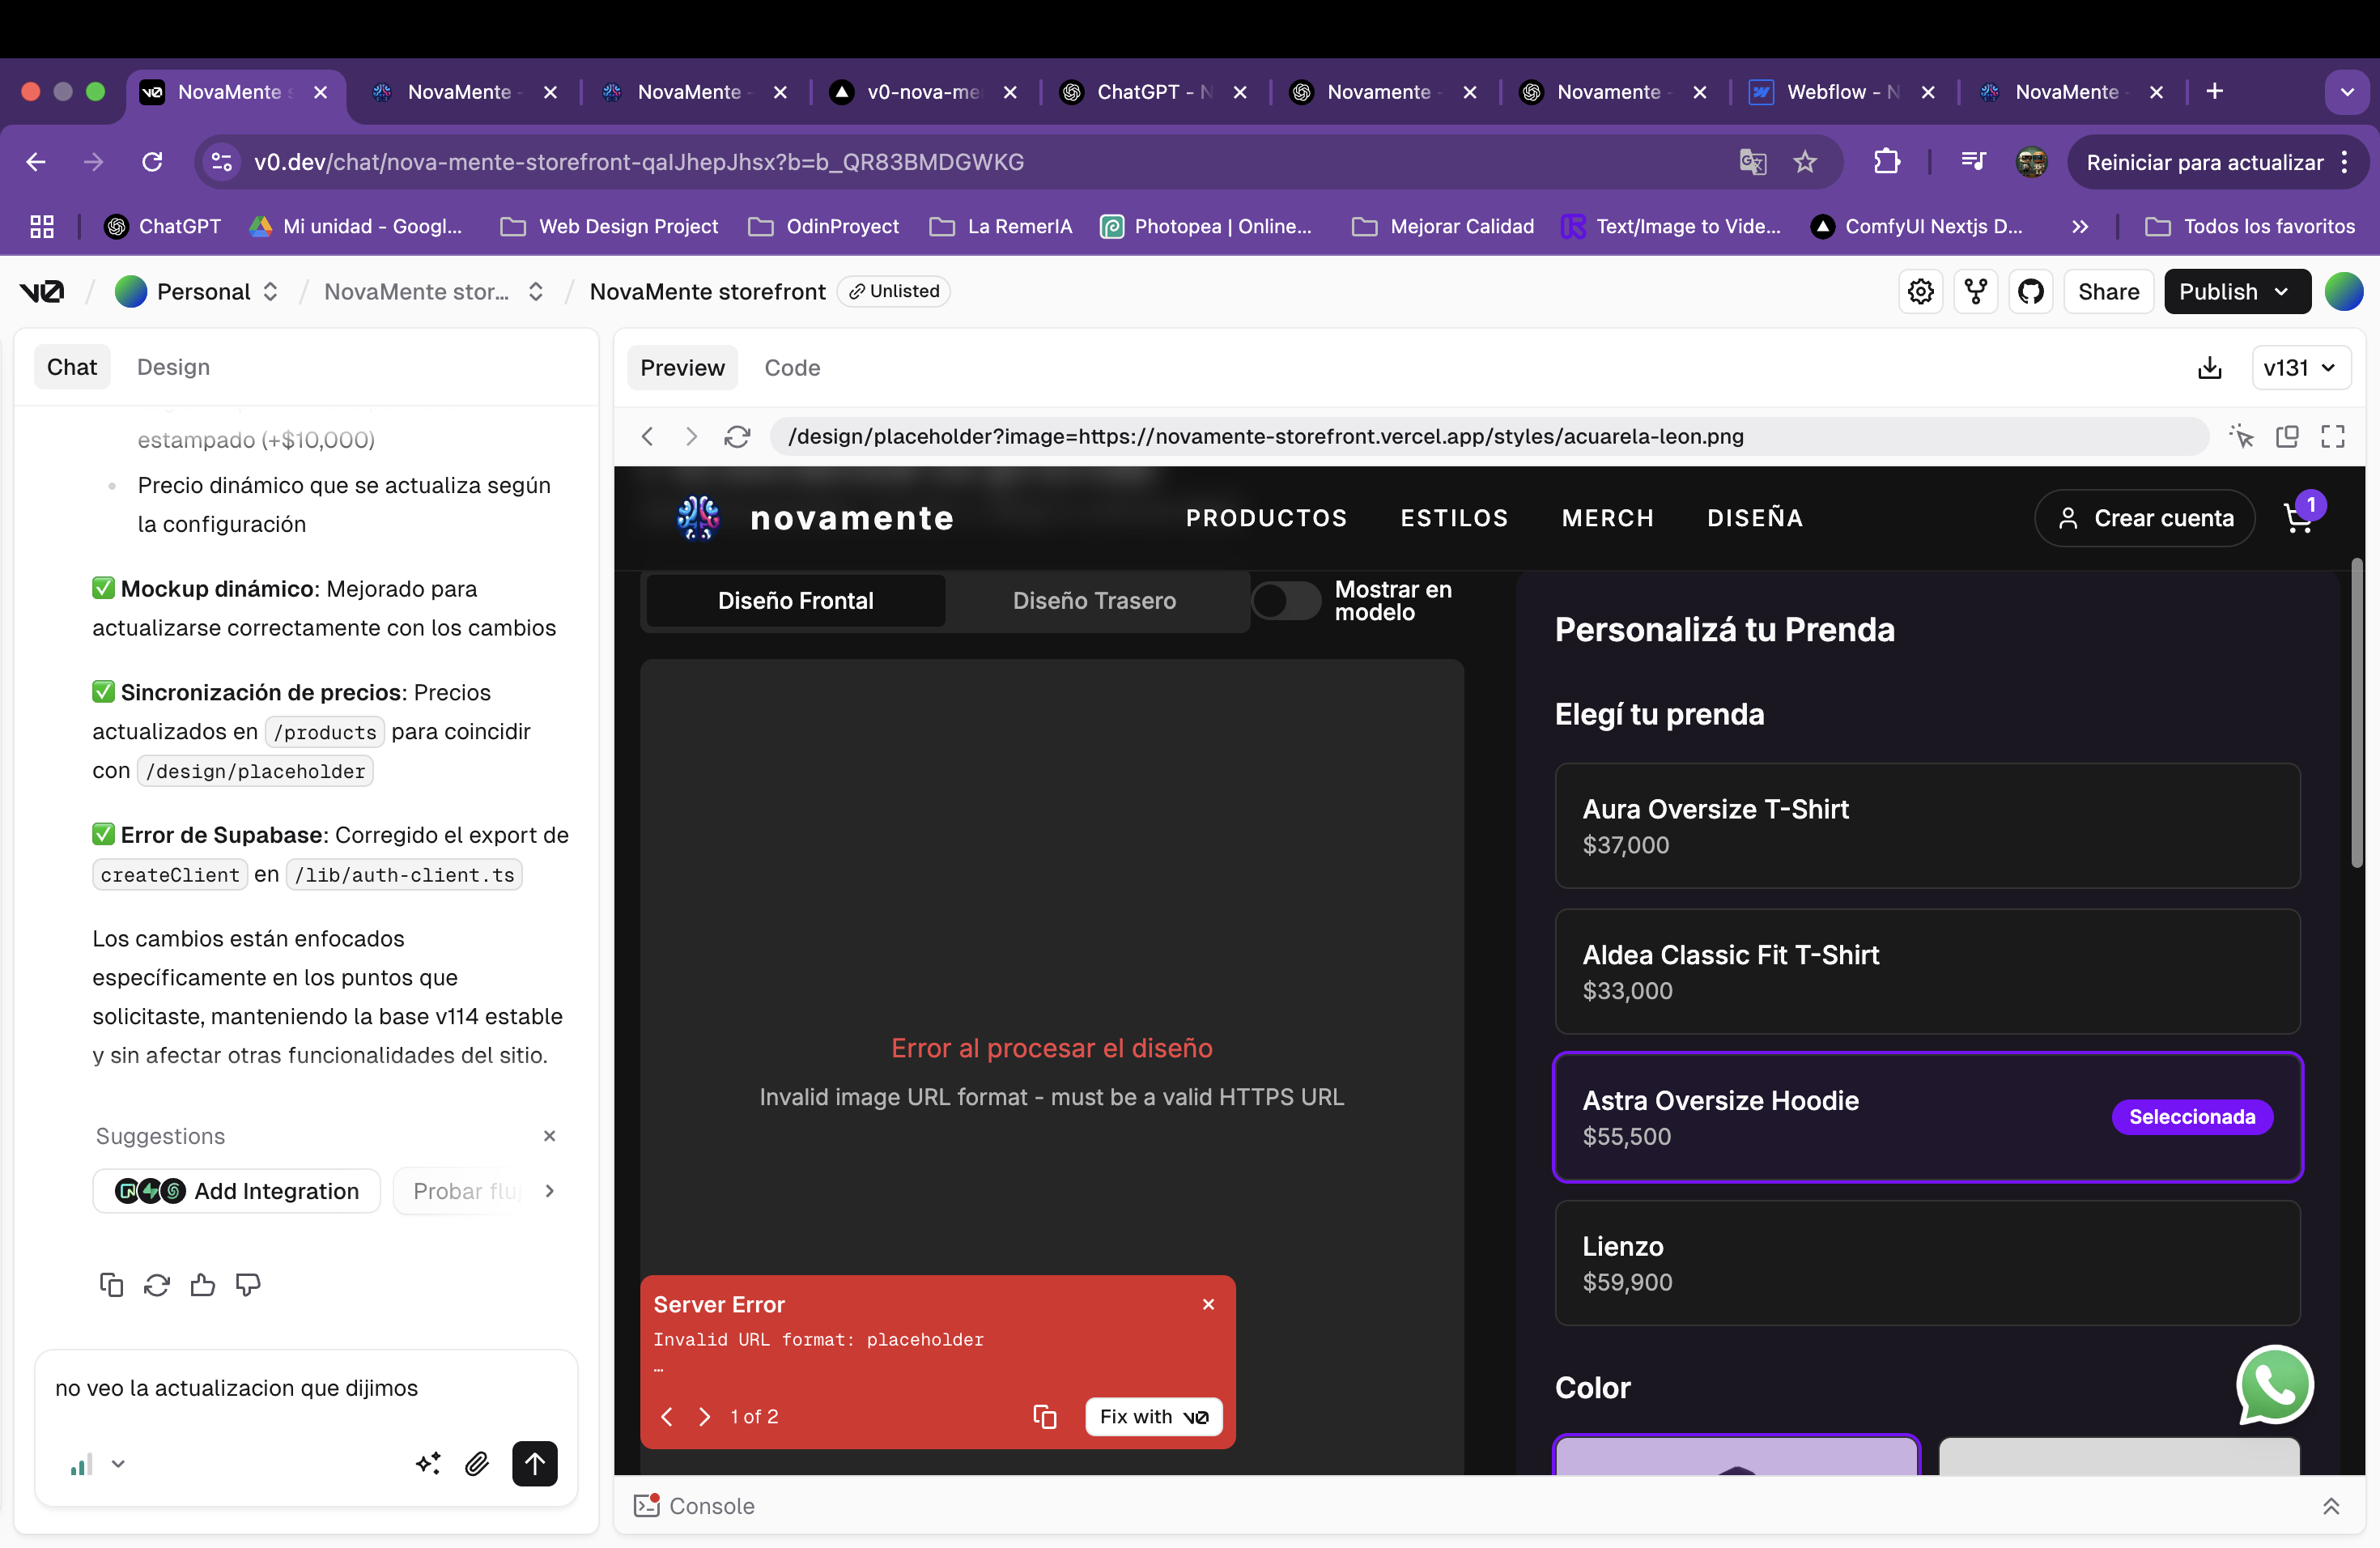 NovaMente
NovaMente -
NovaMente -
v0-nova-me
ChatGPT - N
Novamente -
Novamente -
Webflow - N
NovaMente -
v0.dev/chat/nova-mente-storefront-qaIJhepJhsx?b=b_QR83BMDGWKG
Reiniciar para actualizar
ChatGPT
Mi unidad - Googl...
Web Design Project
OdinProyect
La RemerIA
Photopea | Online...
Mejorar Calidad
Text/Image to Vide...
ComfyUI Nextjs D...
Todos los favoritos
v0
Personal
NovaMente stor...
NovaMente storefront
Unlisted
Share
Publish
Chat
Design
estampado (+$10,000)
Precio dinámico que se actualiza según
la configuración
✅ Mockup dinámico: Mejorado para
actualizarse correctamente con los cambios
✅ Sincronización de precios: Precios
actualizados en /products para coincidir
con /design/placeholder
✅ Error de Supabase: Corregido el export de
createClient en /lib/auth-client.ts
Los cambios están enfocados
específicamente en los puntos que
solicitaste, manteniendo la base v114 estable
y sin afectar otras funcionalidades del sitio.
Suggestions
Add Integration
Probar flu
no veo la actualizacion que dijimos
Preview
Code
v131
/design/placeholder?image=https://novamente-storefront.vercel.app/styles/acuarela-leon.png
novamente
PRODUCTOS
ESTILOS
MERCH
DISEÑA
Crear cuenta
1
Diseño Frontal
Diseño Trasero
Mostrar en
modelo
Error al procesar el diseño
Invalid image URL format - must be a valid HTTPS URL
Server Error
Invalid URL format: placeholder
…
1 of 2
Fix with v0
Personalizá tu Prenda
Elegí tu prenda
Aura Oversize T-Shirt
$37,000
Aldea Classic Fit T-Shirt
$33,000
Astra Oversize Hoodie
$55,500
Seleccionada
Lienzo
$59,900
Color
Console